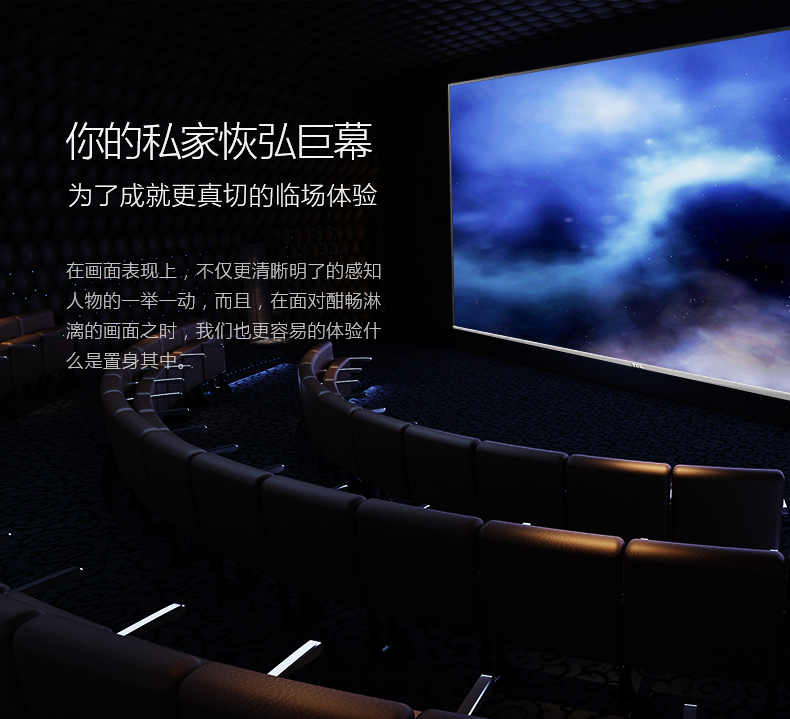 你的私家恢弘巨幕
为了成就更真切的临场体验
在画面表现上，不仅更清晰明了的感知
人物的一举一动，而且，在面对酣畅淋
漓的画面之时，我们也更容易的体验什
么是置身其中。
TCL